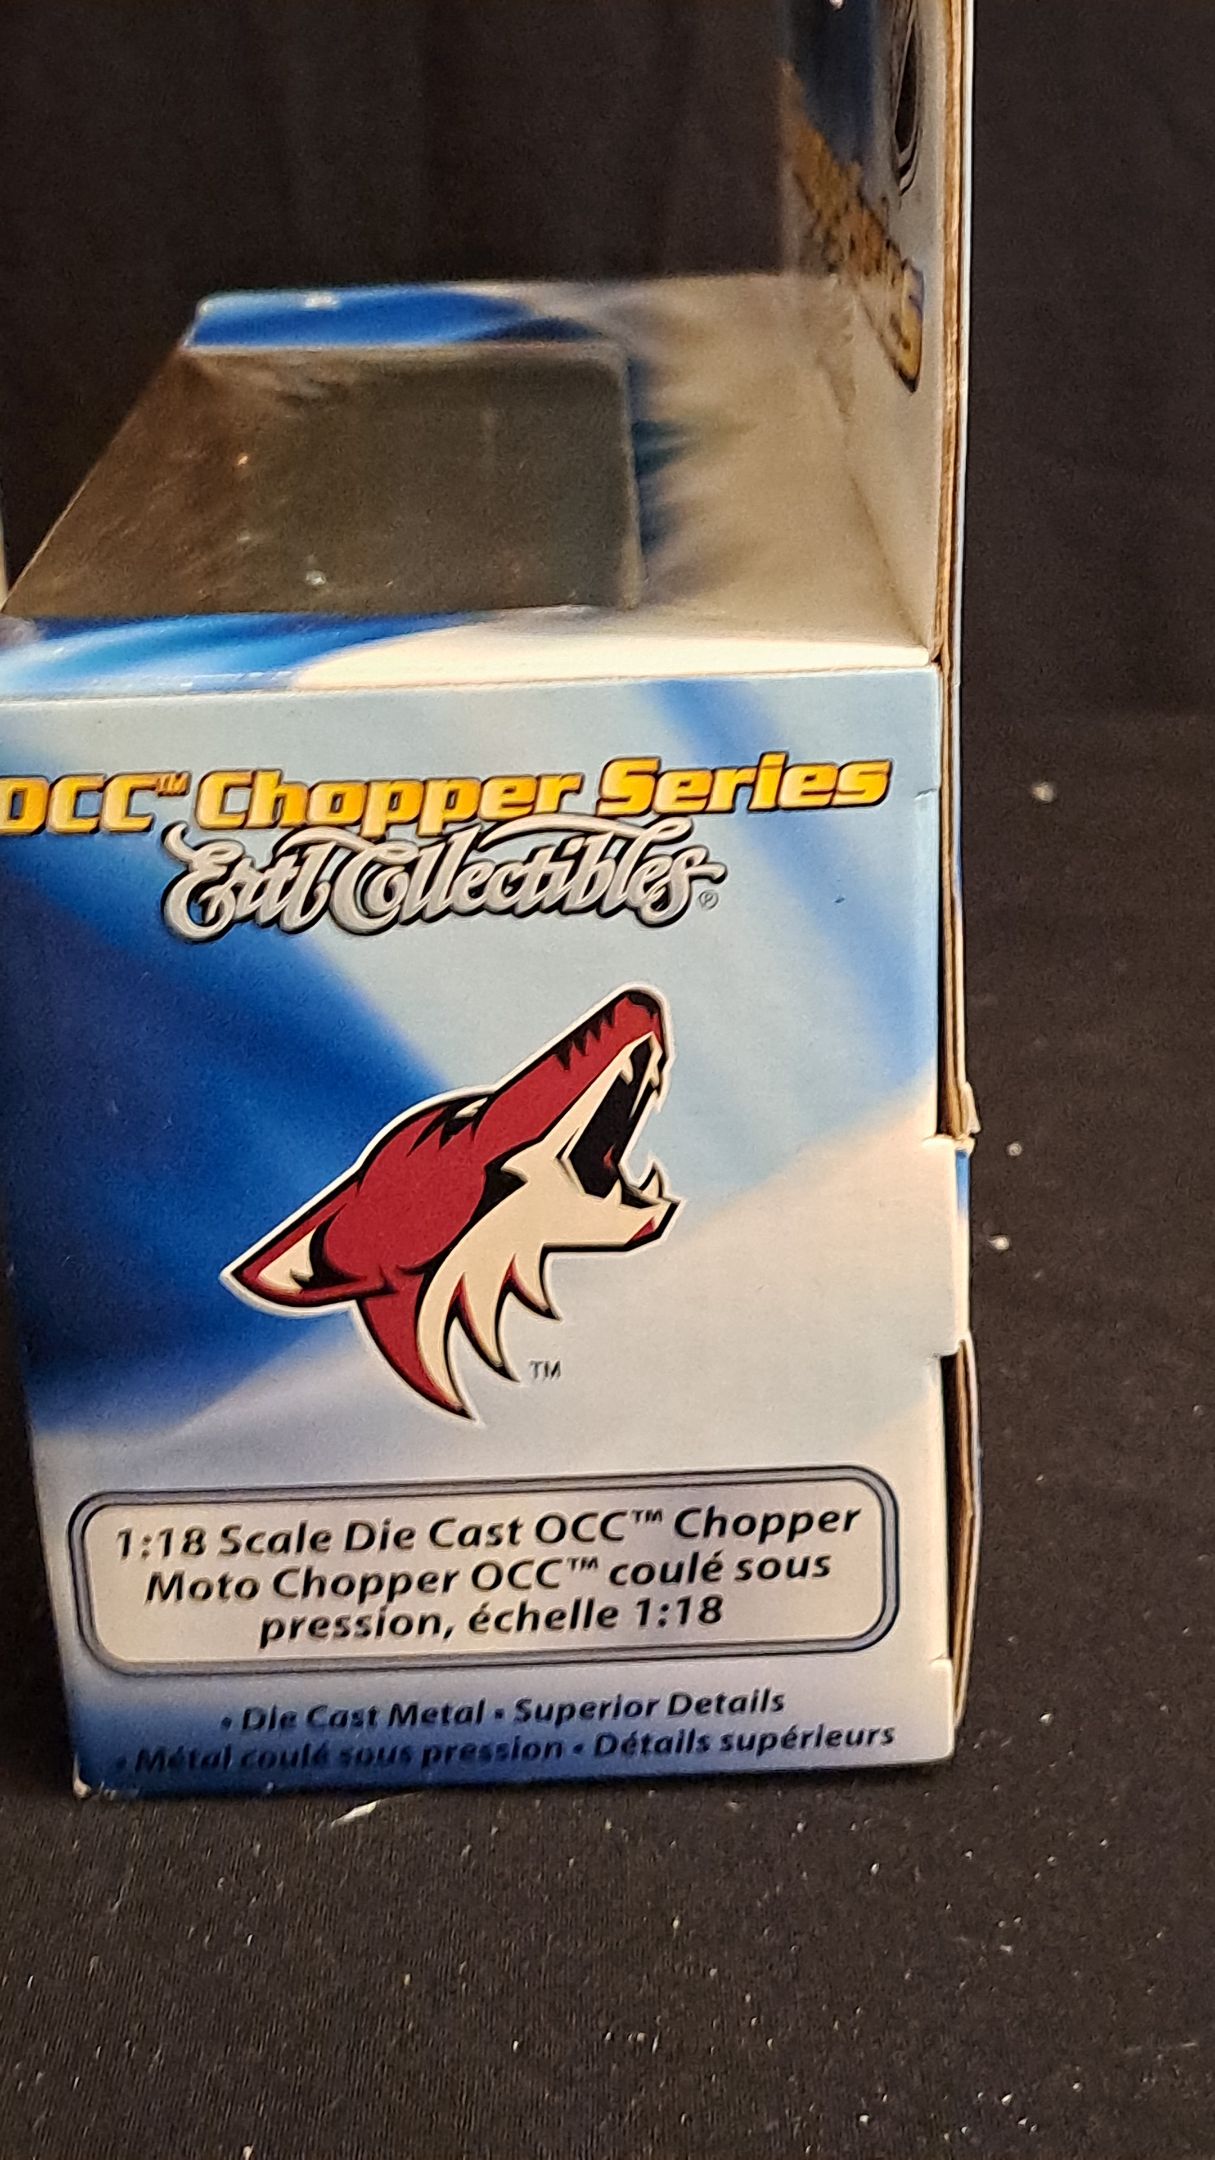 OCC™ Chopper Series
Ertl Collectibles®
TM
1:18 Scale Die Cast OCC™ Chopper
Moto Chopper OCC™ coulé sous
pression, échelle 1:18
• Die Cast Metal • Superior Details
• Métal coulé sous pression • Détails supérieurs